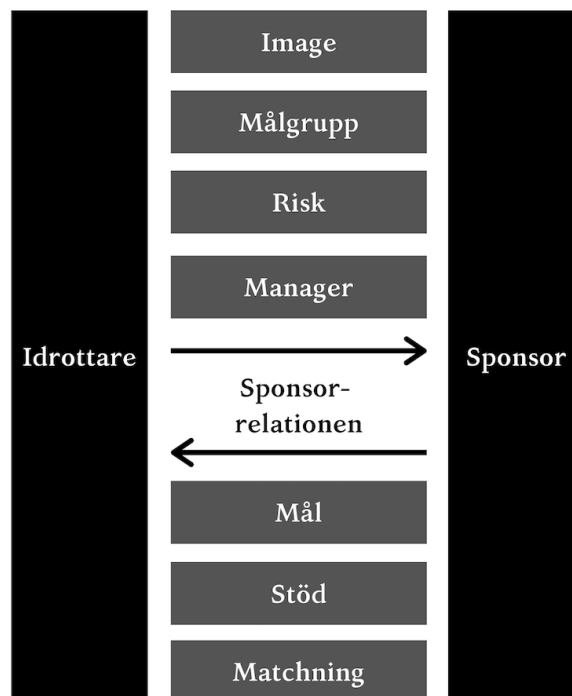 Image
Målgrupp
Risk
Manager
Idrottare
Sponsor
Sponsor-
relationen
Mål
Stöd
Matchning